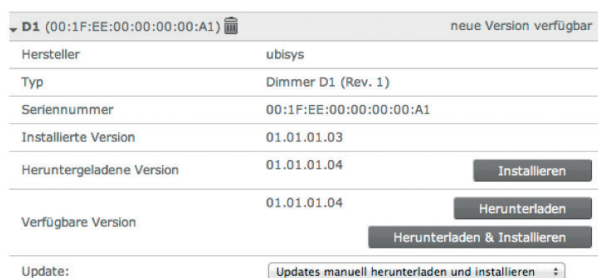 D1 (00:1F:EE:00:00:00:00:A1) neue Version verfügbar
Hersteller ubisys
Typ Dimmer D1 (Rev. 1)
Seriennummer 00:1F:EE:00:00:00:00:A1
Installierte Version 01.01.01.03
Heruntergeladene Version 01.01.01.04 Installieren
Verfügbare Version 01.01.01.04 Herunterladen
Herunterladen & Installieren
Update: Updates manuell herunterladen und installieren